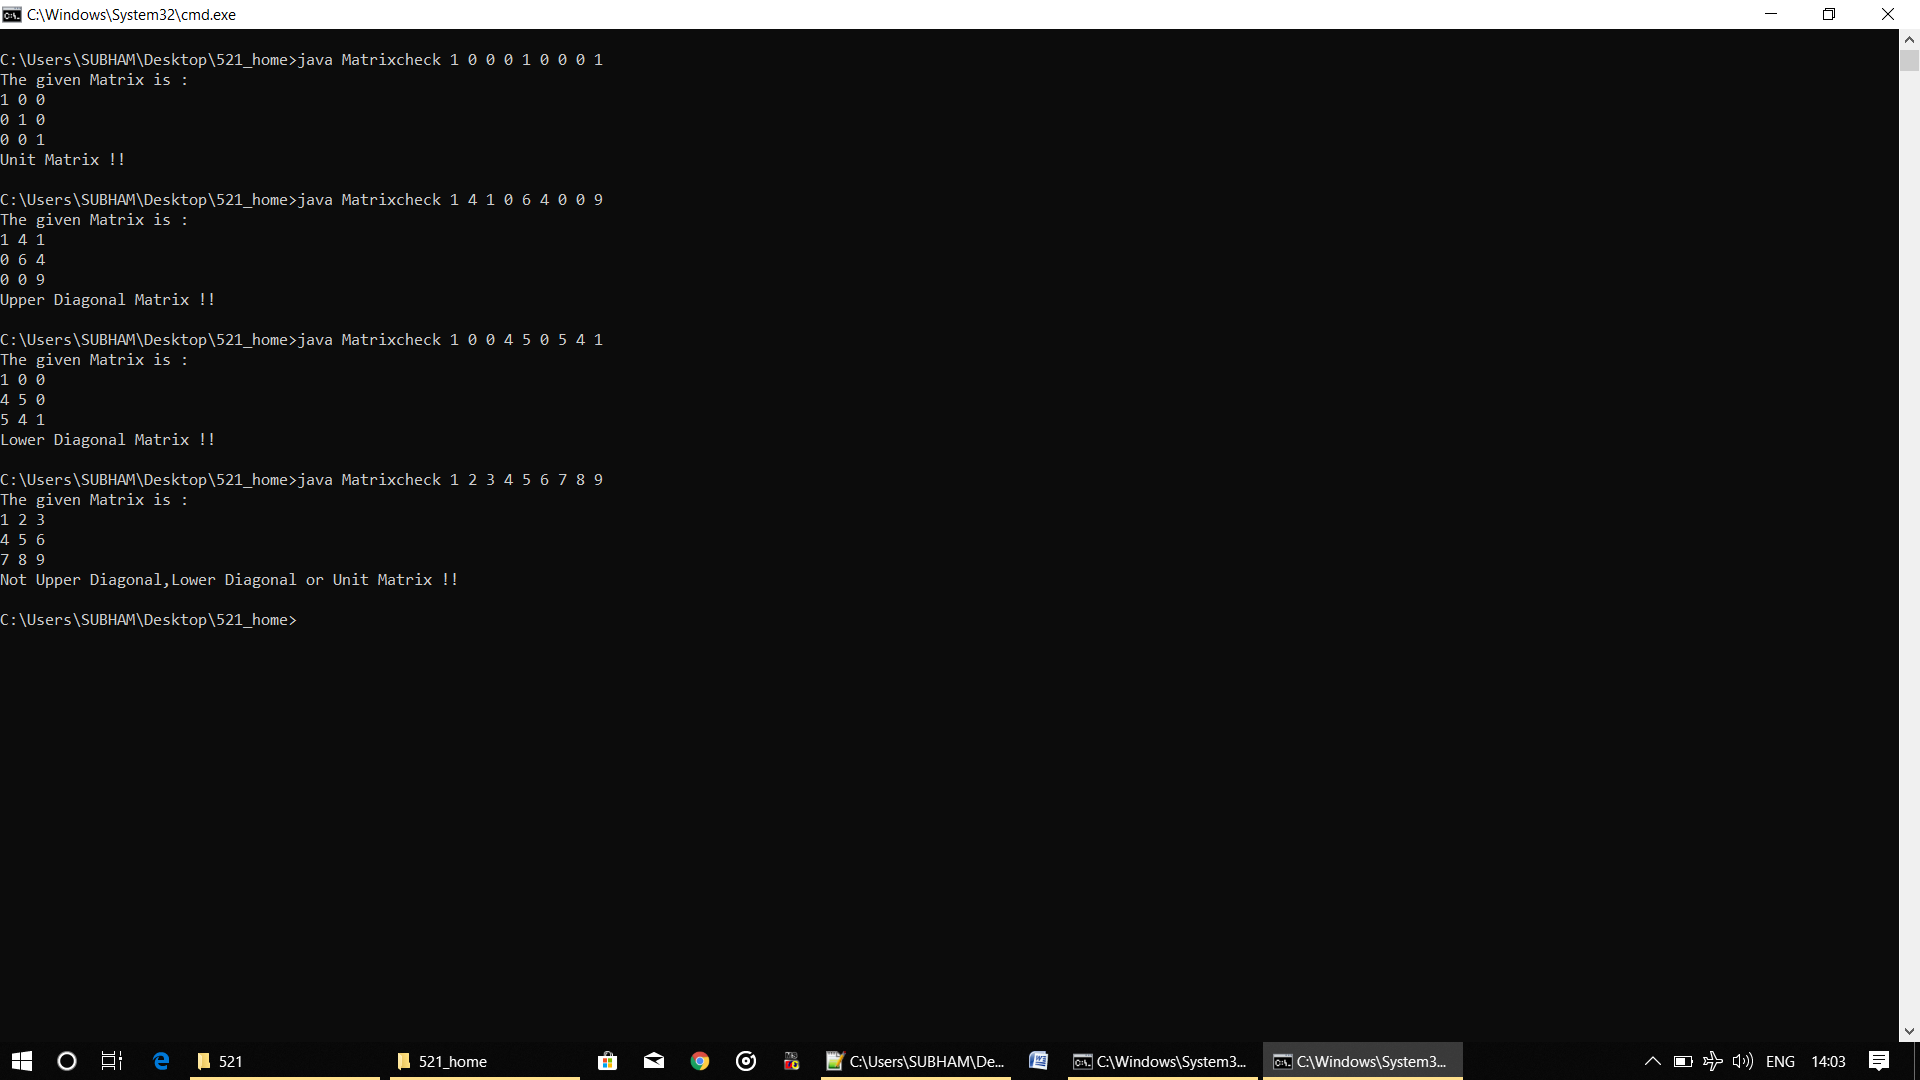 C:\Windows\System32\cmd.exe
C:\Users\SUBHAM\Desktop\521_home>java Matrixcheck 1 0 0 0 1 0 0 0 1
The given Matrix is :
1 0 0
0 1 0
0 0 1
Unit Matrix !!
C:\Users\SUBHAM\Desktop\521_home>java Matrixcheck 1 4 1 0 6 4 0 0 9
The given Matrix is :
1 4 1
0 6 4
0 0 9
Upper Diagonal Matrix !!
C:\Users\SUBHAM\Desktop\521_home>java Matrixcheck 1 0 0 4 5 0 5 4 1
The given Matrix is :
1 0 0
4 5 0
5 4 1
Lower Diagonal Matrix !!
C:\Users\SUBHAM\Desktop\521_home>java Matrixcheck 1 2 3 4 5 6 7 8 9
The given Matrix is :
1 2 3
4 5 6
7 8 9
Not Upper Diagonal,Lower Diagonal or Unit Matrix !!
C:\Users\SUBHAM\Desktop\521_home>
521 521_home C:\Users\SUBHAM\De... C:\Windows\System3... C:\Windows\System3... ENG 14:03